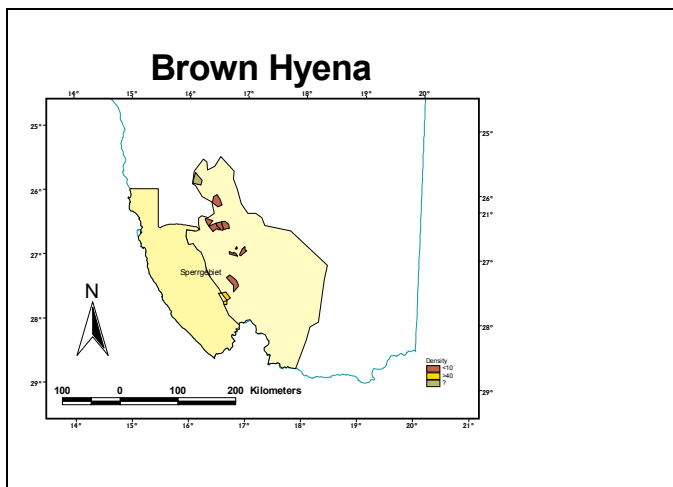 Brown Hyena
14° 15° 16° 17° 18° 19° 20°
25° 25°
26° 26°
21°
27° 27°
Sperrgebiet
N
28° 28°
Density
<10
>40
?
29° 29°
100 0 100 200 Kilometers
14° 15° 16° 17° 18° 19° 20° 21°